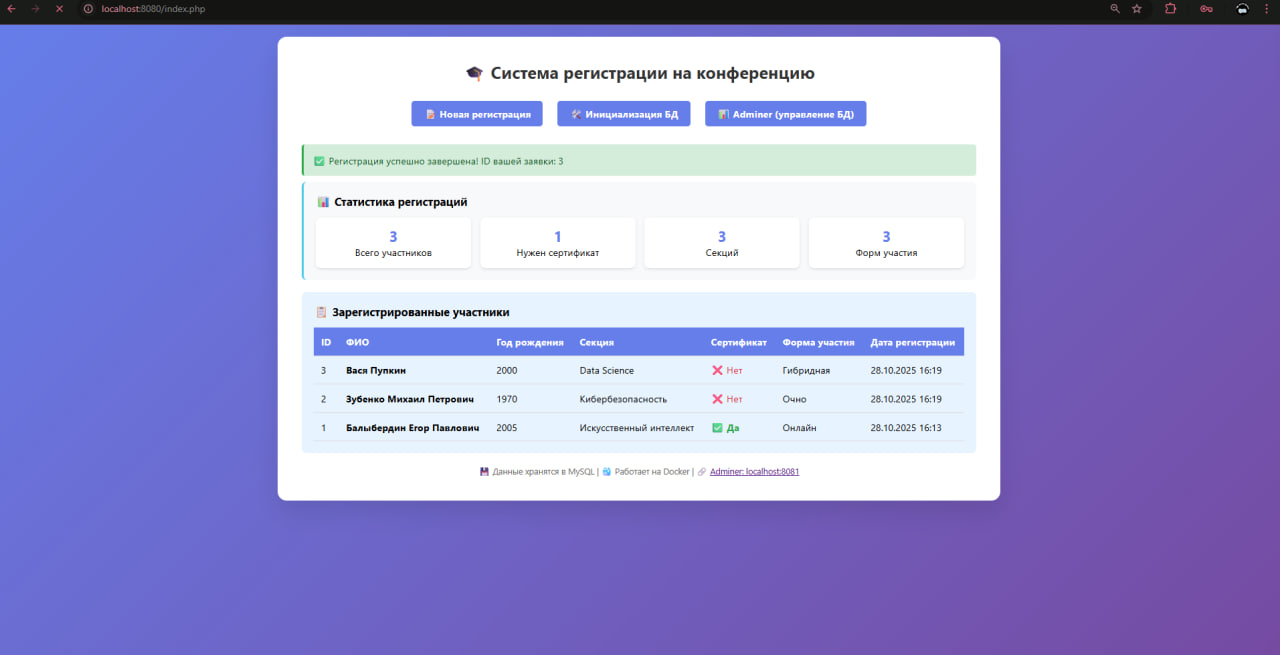 localhost:8080/index.php
🎓 Система регистрации на конференцию
📝 Новая регистрация 🛠️ Инициализация БД 📊 Adminer (управление БД)
✅ Регистрация успешно завершена! ID вашей заявки: 3
📊 Статистика регистраций
3 1 3 3
Всего участников Нужен сертификат Секций Форм участия
📋 Зарегистрированные участники
ID ФИО Год рождения Секция Сертификат Форма участия Дата регистрации
3 Вася Пупкин 2000 Data Science ❌ Нет Гибридная 28.10.2025 16:19
2 Зубенко Михаил Петрович 1970 Кибербезопасность ❌ Нет Очно 28.10.2025 16:19
1 Балыбердин Егор Павлович 2005 Искусственный интеллект ✅ Да Онлайн 28.10.2025 16:13
💾 Данные хранятся в MySQL | 🐳 Работает на Docker | 🔗 Adminer: localhost:8081